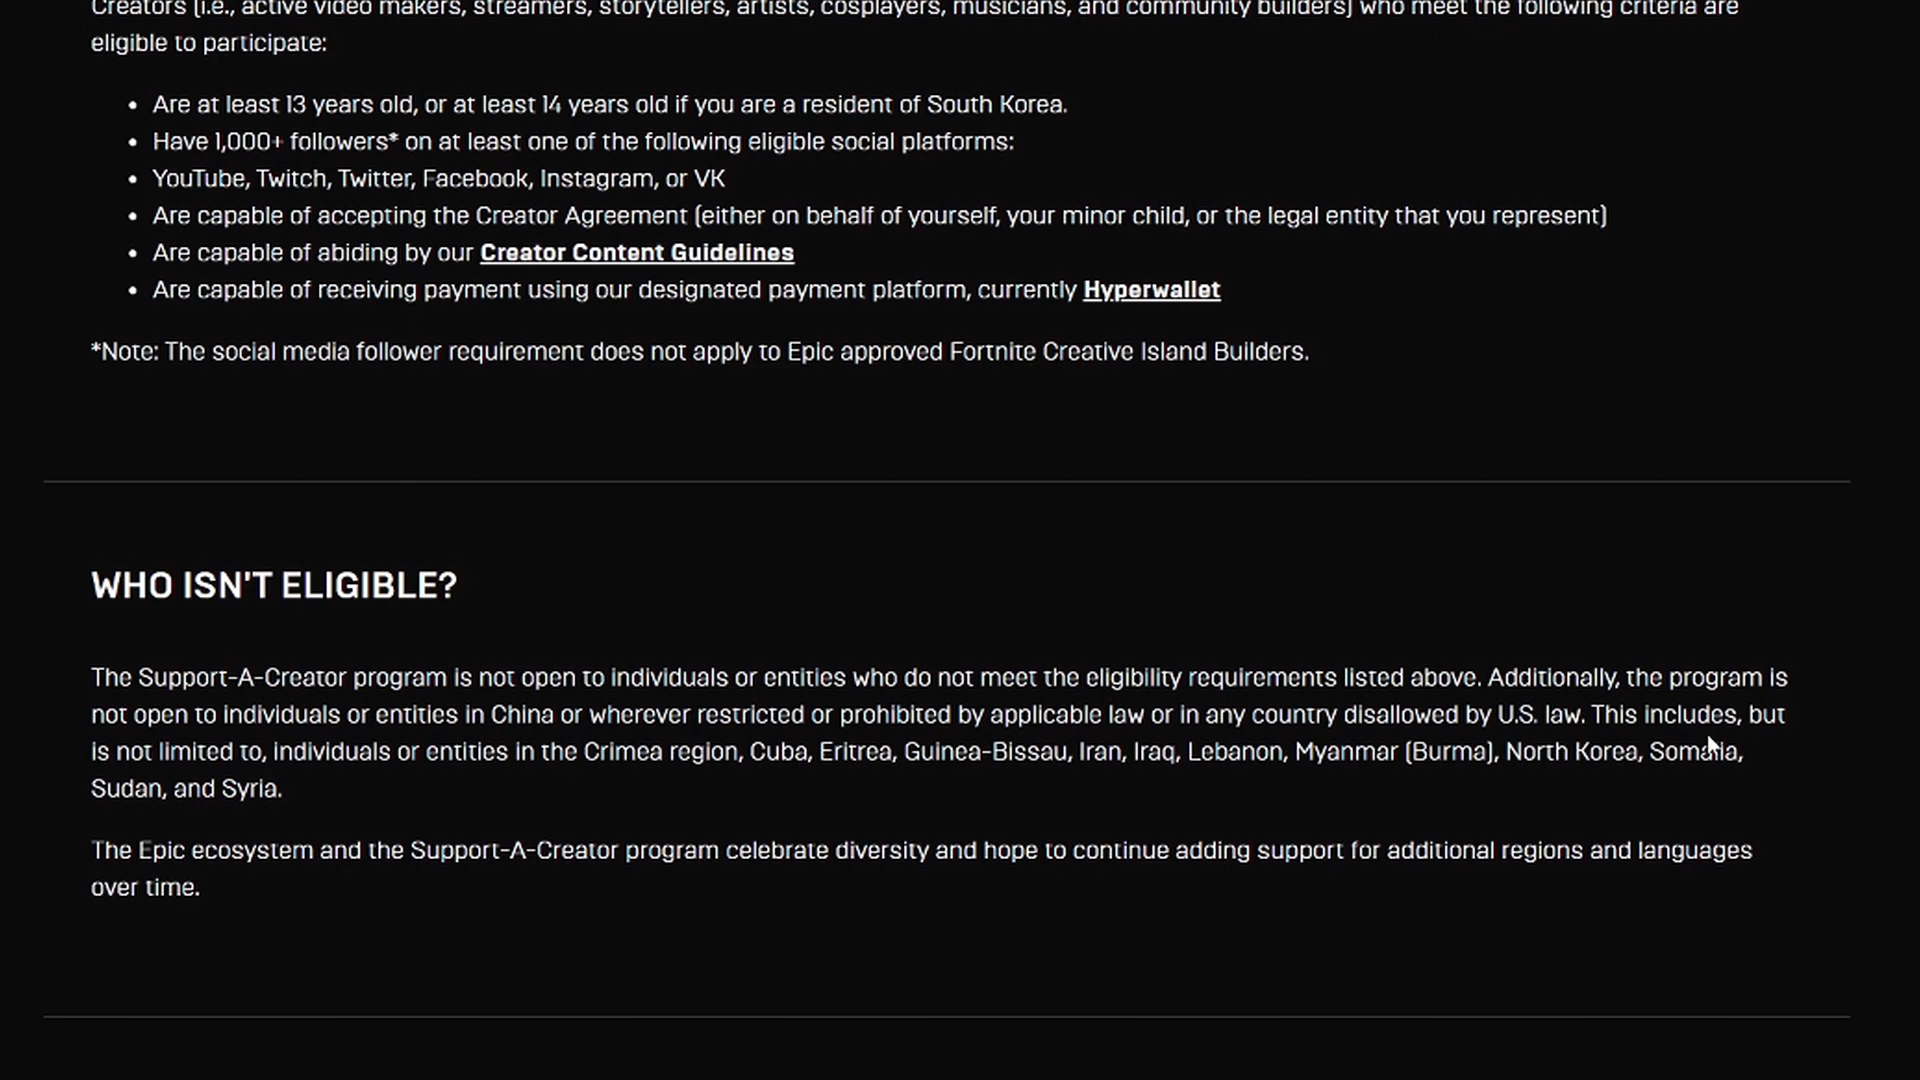 Creators (i.e., active video makers, streamers, storytellers, artists, cosplayers, musicians, and community builders) who meet the following criteria are
eligible to participate:
• Are at least 13 years old, or at least 14 years old if you are a resident of South Korea.
• Have 1,000+ followers* on at least one of the following eligible social platforms:
• YouTube, Twitch, Twitter, Facebook, Instagram, or VK
• Are capable of accepting the Creator Agreement (either on behalf of yourself, your minor child, or the legal entity that you represent)
• Are capable of abiding by our Creator Content Guidelines
• Are capable of receiving payment using our designated payment platform, currently Hyperwallet
*Note: The social media follower requirement does not apply to Epic approved Fortnite Creative Island Builders.
WHO ISN'T ELIGIBLE?
The Support-A-Creator program is not open to individuals or entities who do not meet the eligibility requirements listed above. Additionally, the program is
not open to individuals or entities in China or wherever restricted or prohibited by applicable law or in any country disallowed by U.S. law. This includes, but
is not limited to, individuals or entities in the Crimea region, Cuba, Eritrea, Guinea-Bissau, Iran, Iraq, Lebanon, Myanmar (Burma), North Korea, Somalia,
Sudan, and Syria.
The Epic ecosystem and the Support-A-Creator program celebrate diversity and hope to continue adding support for additional regions and languages
over time.